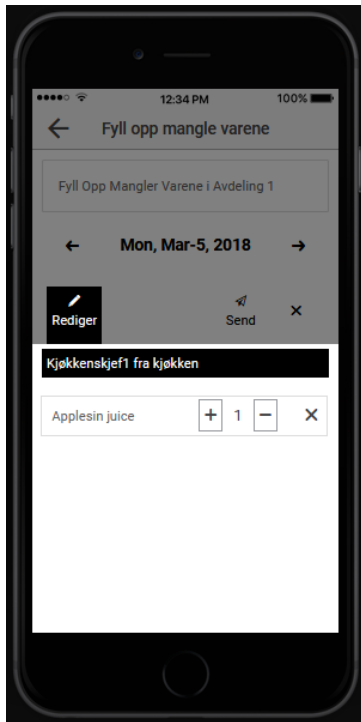 12:34 PM
100%
Fyll opp mangle varene
Fyll Opp Mangler Varene i Avdeling 1
Mon, Mar-5, 2018
Rediger
Send
Kjøkkenskjef1 fra kjøkken
Applesin juice + 1 −